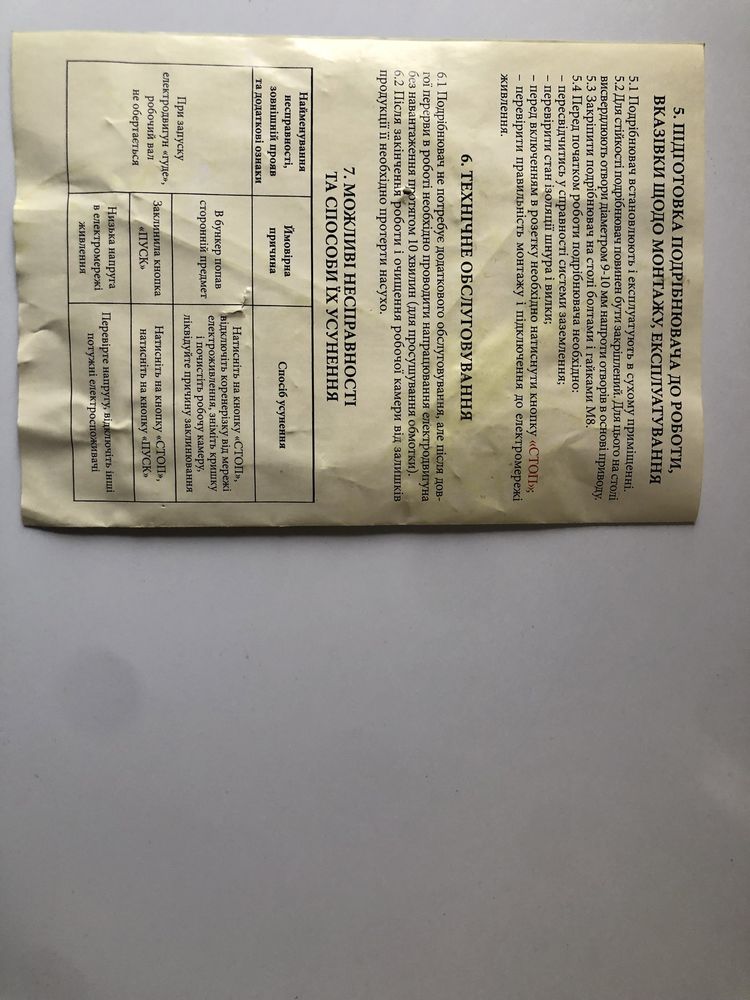 5. ПІДГОТОВКА ПОДРІБНЮВАЧА ДО РОБОТИ,
ВКАЗІВКИ ЩОДО МОНТАЖУ, ЕКСПЛУАТУВАННЯ
5.1 Подрібнювач встановлюють і експлуатують в сухому приміщенні.
5.2 Для стійкості подрібнювач повинен бути закріплений. Для цього на столі
висвердлюють отвори діаметром 9-10 мм напроти отворів в основі приводу.
5.3 Закріпити подрібнювач на столі болтами і гайками М8.
5.4 Перед початком роботи подрібнювача необхідно:
– пересвідчитись у справності системи заземлення;
– перевірити стан ізоляції шнура і вилки;
– перед включенням в розетку необхідно натиснути кнопку «СТОП»;
– перевірити правильність монтажу і підключення до електромережі
живлення.
6. ТЕХНІЧНЕ ОБСЛУГОВУВАННЯ
6.1 Подрібнювач не потребує додаткового обслуговування, але після дов-
гої перерви в роботі необхідно проводити напрацювання електродвигуна
без навантаження протягом 10 хвилин (для просушування обмотки).
6.2 Після закінченья роботи і очищення робочої камери від залишків
продукції її необхідно протерти насухо.
7. МОЖЛИВІ НЕСПРАВНОСТІ
ТА СПОСОБИ ЇХ УСУНЕННЯ
Найменування
несправності,
зовнішній прояв
та додаткові ознаки
Ймовірна
причина
Спосіб усунення
При запуску
електродвигун «гуде»,
робочий вал
не обертається
В бункер попав
сторонній предмет
Натисніть на кнопку «СТОП»,
відключіть коренерізку від мережі
електроживлення, зніміть кришку
і почистіть робочу камеру,
ліквідуйте причину заклинювання
Заклинила кнопка
«ПУСК»
Натисніть на кнопку «СТОП»,
натисніть на кнопку «ПУСК»
Низька напруга
в електромережі
живлення
Перевірте напругу, відключіть інші
потужні електроспоживачі